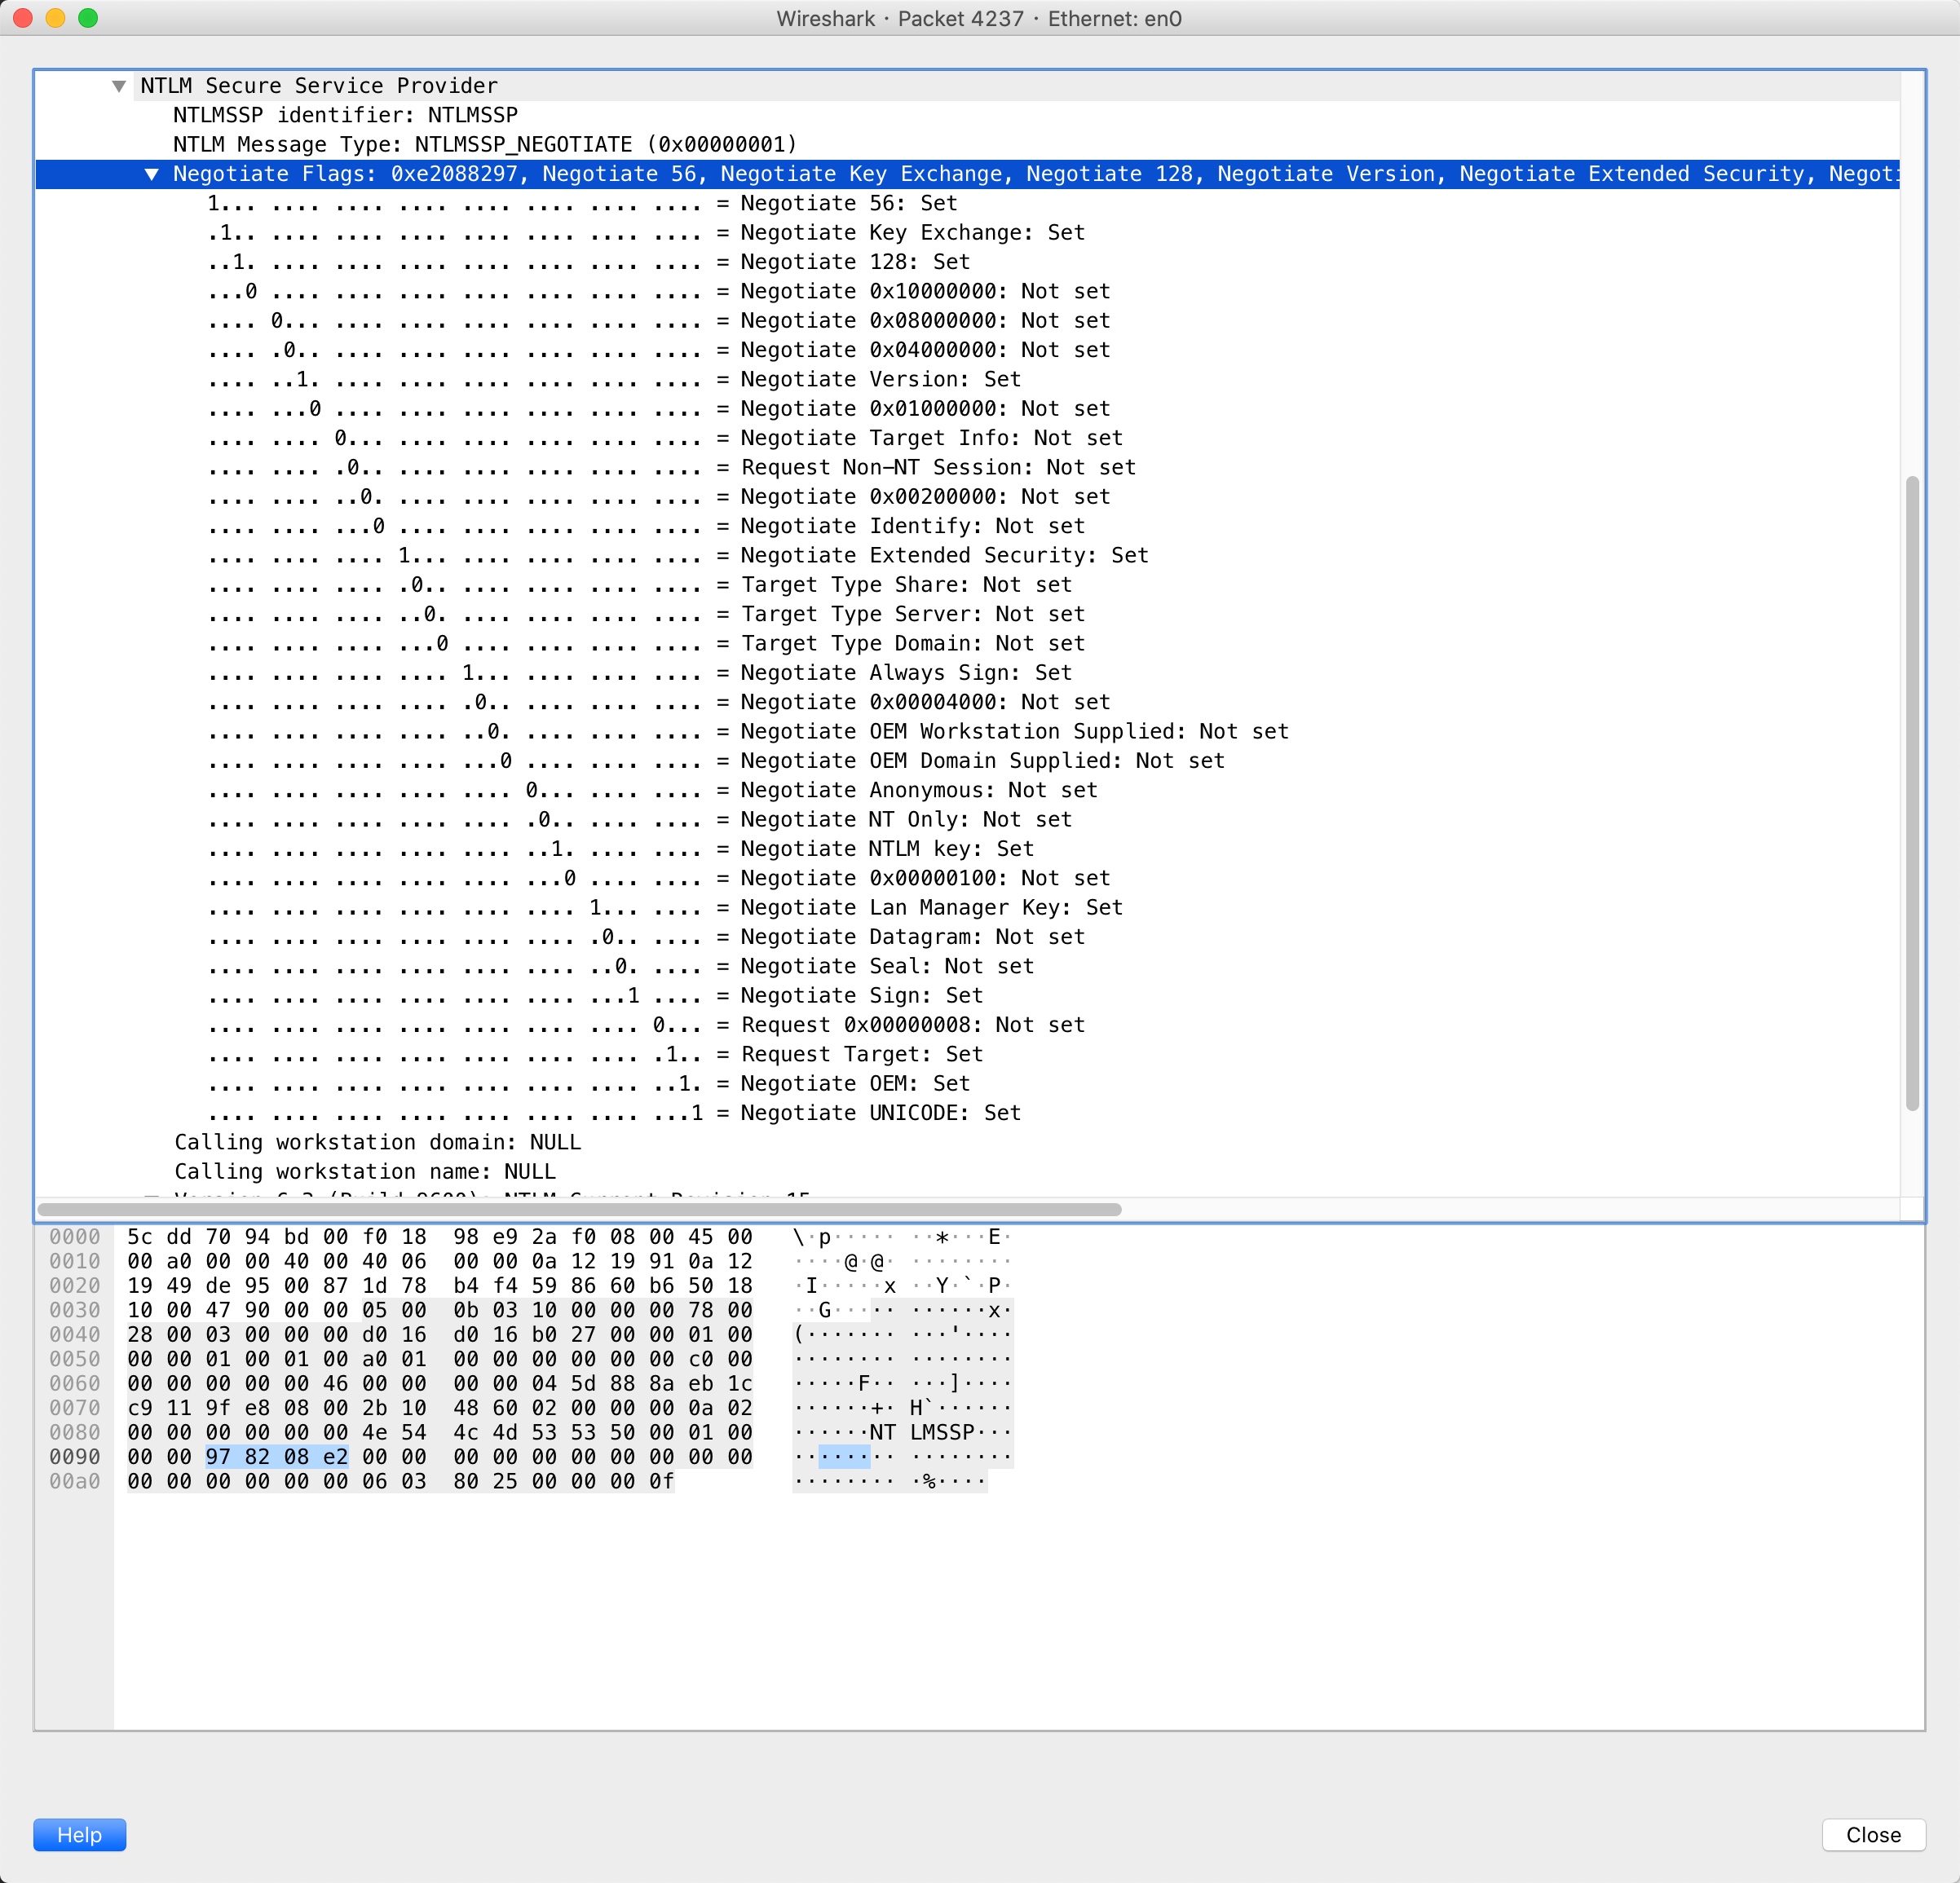 Wireshark · Packet 4237 · Ethernet: en0
NTLM Secure Service Provider
NTLMSSP identifier: NTLMSSP
NTLM Message Type: NTLMSSP_NEGOTIATE (0x00000001)
Negotiate Flags: 0xe2088297, Negotiate 56, Negotiate Key Exchange, Negotiate 128, Negotiate Version, Negotiate Extended Security, Negoti
1... .... .... .... .... .... .... .... = Negotiate 56: Set
.1.. .... .... .... .... .... .... .... = Negotiate Key Exchange: Set
..1. .... .... .... .... .... .... .... = Negotiate 128: Set
...0 .... .... .... .... .... .... .... = Negotiate 0x10000000: Not set
.... 0... .... .... .... .... .... .... = Negotiate 0x08000000: Not set
.... .0.. .... .... .... .... .... .... = Negotiate 0x04000000: Not set
.... ..1. .... .... .... .... .... .... = Negotiate Version: Set
.... ...0 .... .... .... .... .... .... = Negotiate 0x01000000: Not set
.... .... 0... .... .... .... .... .... = Negotiate Target Info: Not set
.... .... .0.. .... .... .... .... .... = Request Non-NT Session: Not set
.... .... ..0. .... .... .... .... .... = Negotiate 0x00200000: Not set
.... .... ...0 .... .... .... .... .... = Negotiate Identify: Not set
.... .... .... 1... .... .... .... .... = Negotiate Extended Security: Set
.... .... .... .0.. .... .... .... .... = Target Type Share: Not set
.... .... .... ..0. .... .... .... .... = Target Type Server: Not set
.... .... .... ...0 .... .... .... .... = Target Type Domain: Not set
.... .... .... .... 1... .... .... .... = Negotiate Always Sign: Set
.... .... .... .... .0.. .... .... .... = Negotiate 0x00004000: Not set
.... .... .... .... ..0. .... .... .... = Negotiate OEM Workstation Supplied: Not set
.... .... .... .... ...0 .... .... .... = Negotiate OEM Domain Supplied: Not set
.... .... .... .... .... 0... .... .... = Negotiate Anonymous: Not set
.... .... .... .... .... .0.. .... .... = Negotiate NT Only: Not set
.... .... .... .... .... ..1. .... .... = Negotiate NTLM key: Set
.... .... .... .... .... ...0 .... .... = Negotiate 0x00000100: Not set
.... .... .... .... .... .... 1... .... = Negotiate Lan Manager Key: Set
.... .... .... .... .... .... .0.. .... = Negotiate Datagram: Not set
.... .... .... .... .... .... ..0. .... = Negotiate Seal: Not set
.... .... .... .... .... .... ...1 .... = Negotiate Sign: Set
.... .... .... .... .... .... .... 0... = Request 0x00000008: Not set
.... .... .... .... .... .... .... .1.. = Request Target: Set
.... .... .... .... .... .... .... ..1. = Negotiate OEM: Set
.... .... .... .... .... .... .... ...1 = Negotiate UNICODE: Set
Calling workstation domain: NULL
Calling workstation name: NULL
Version 6.3 (Build 9600); NTLM Current Revision 15
0000 5c dd 70 94 bd 00 f0 18 98 e9 2a f0 08 00 45 00 \·p····· ··*···E·
0010 00 a0 00 00 40 00 40 06 00 00 0a 12 19 91 0a 12 ····@·@· ········
0020 19 49 de 95 00 87 1d 78 b4 f4 59 86 60 b6 50 18 ·I·····x ··Y·`·P·
0030 10 00 47 90 00 00 05 00 0b 03 10 00 00 00 78 00 ··G····· ······x·
0040 28 00 03 00 00 00 d0 16 d0 16 b0 27 00 00 01 00 (······· ···'····
0050 00 00 01 00 01 00 a0 01 00 00 00 00 00 00 c0 00 ········ ········
0060 00 00 00 00 00 46 00 00 00 00 04 5d 88 8a eb 1c ·····F·· ···]····
0070 c9 11 9f e8 08 00 2b 10 48 60 02 00 00 00 0a 02 ······+· H`······
0080 00 00 00 00 00 00 4e 54 4c 4d 53 53 50 00 01 00 ······NT LMSSP···
0090 00 00 97 82 08 e2 00 00 00 00 00 00 00 00 00 00 ········ ········
00a0 00 00 00 00 00 00 06 03 80 25 00 00 00 0f ········ ·%····
Help
Close